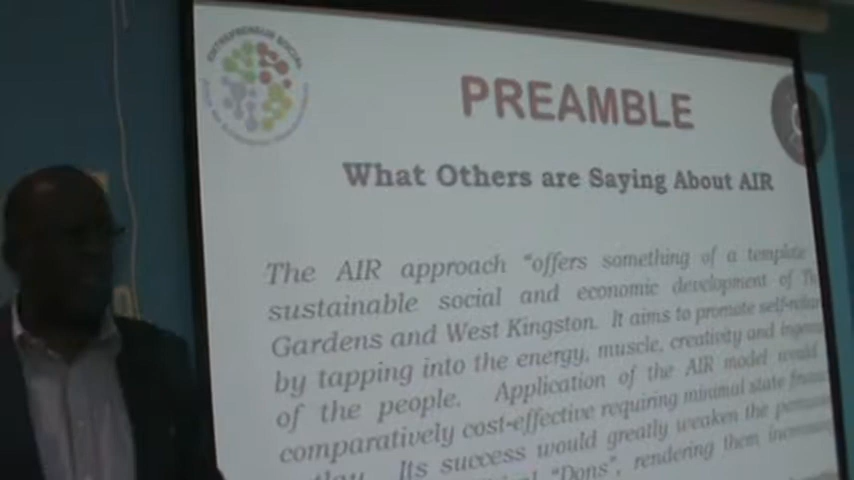 ENTREPRENEUR SOCIAL
PREAMBLE
What Others are Saying About AIR
The AIR approach "offers something of a template
sustainable social and economic development of
Gardens and West Kingston. It aims to promote
by tapping into the energy, muscle, creativity and
of the people. Application of the AIR model would
comparatively cost-effective requiring minimal state
Its success would greatly weaken the
"Dons", rendering them